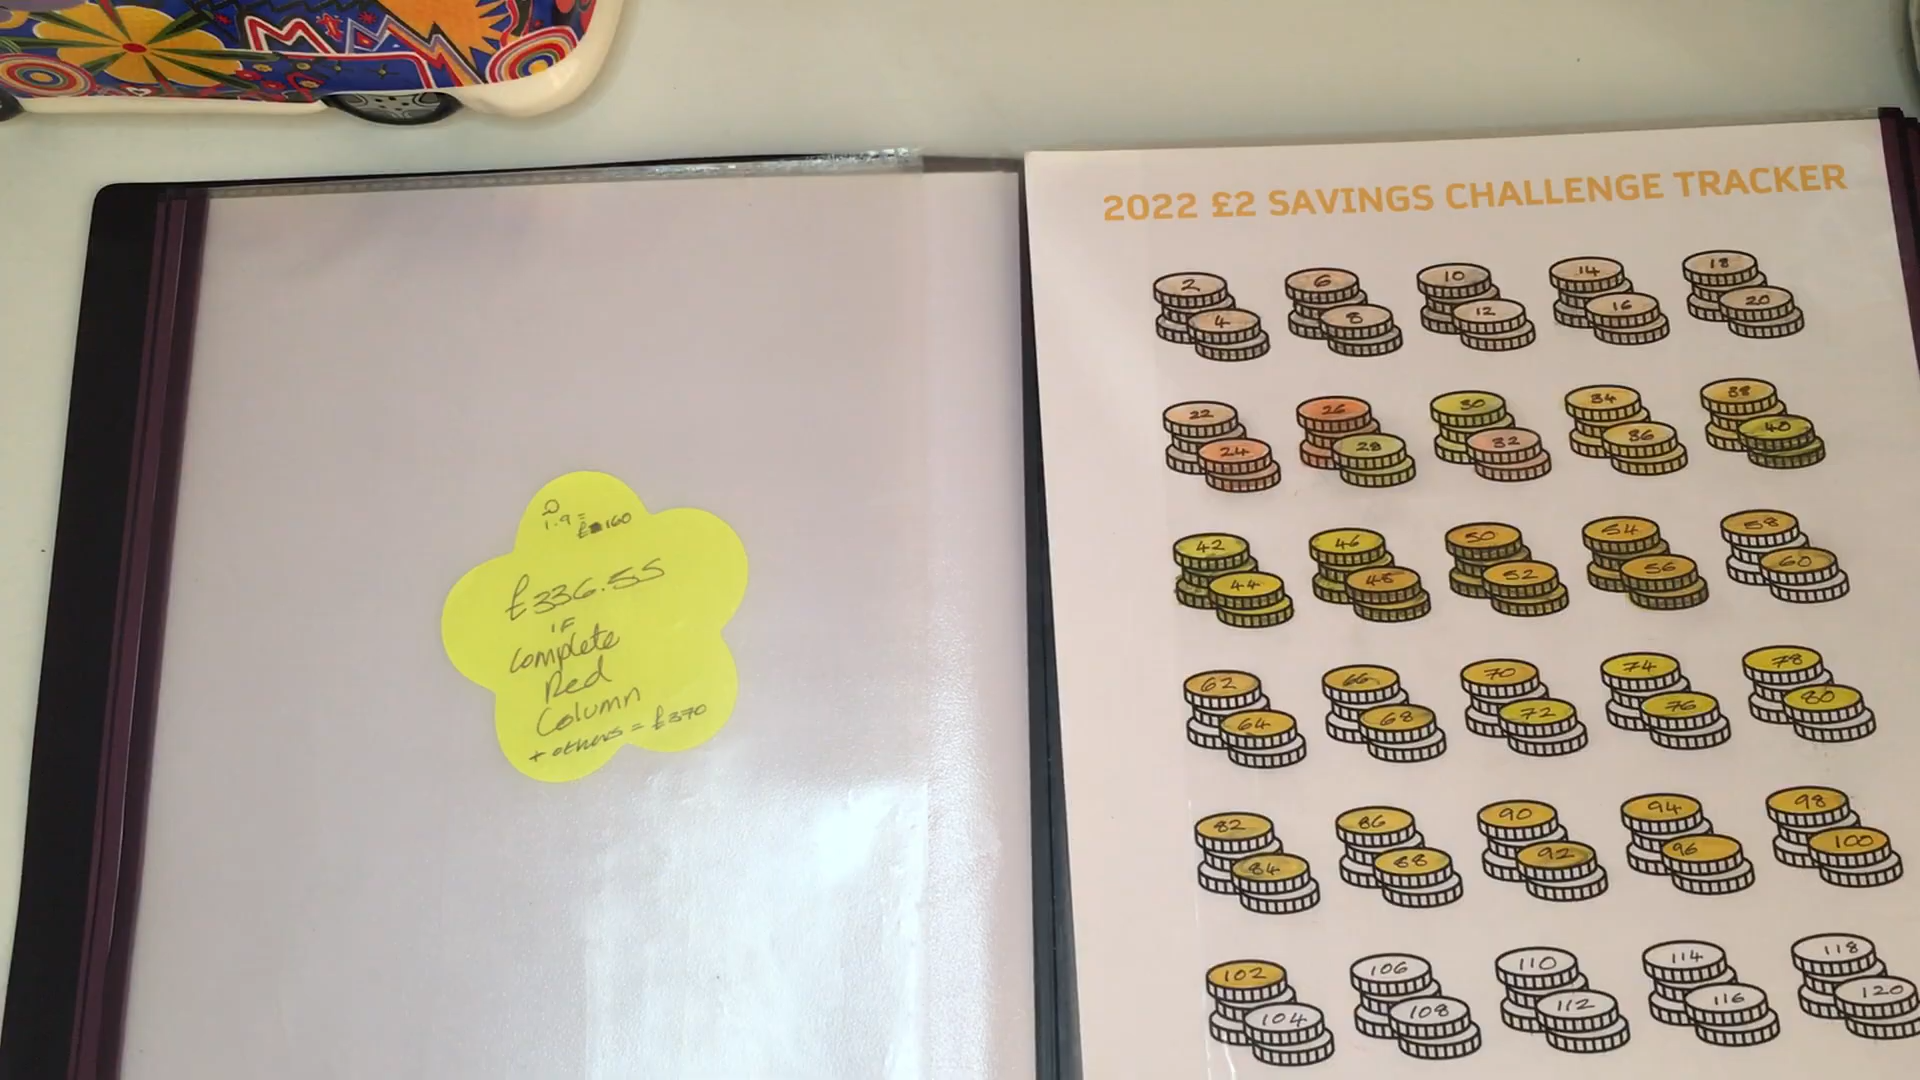 1.9 =
£160
£336.55
IF
complete
Red
Column
+ others = £370
2022 £2 SAVINGS CHALLENGE TRACKER
2 6 10 14 18
4 8 12 16 20
22 26 30 34 38
24 28 32 36 40
42 46 50 54 58
44 48 52 56 60
62 66 70 74 78
64 68 72 76 80
82 86 90 94 98
84 88 92 96 100
102 106 110 114 118
104 108 112 116 120